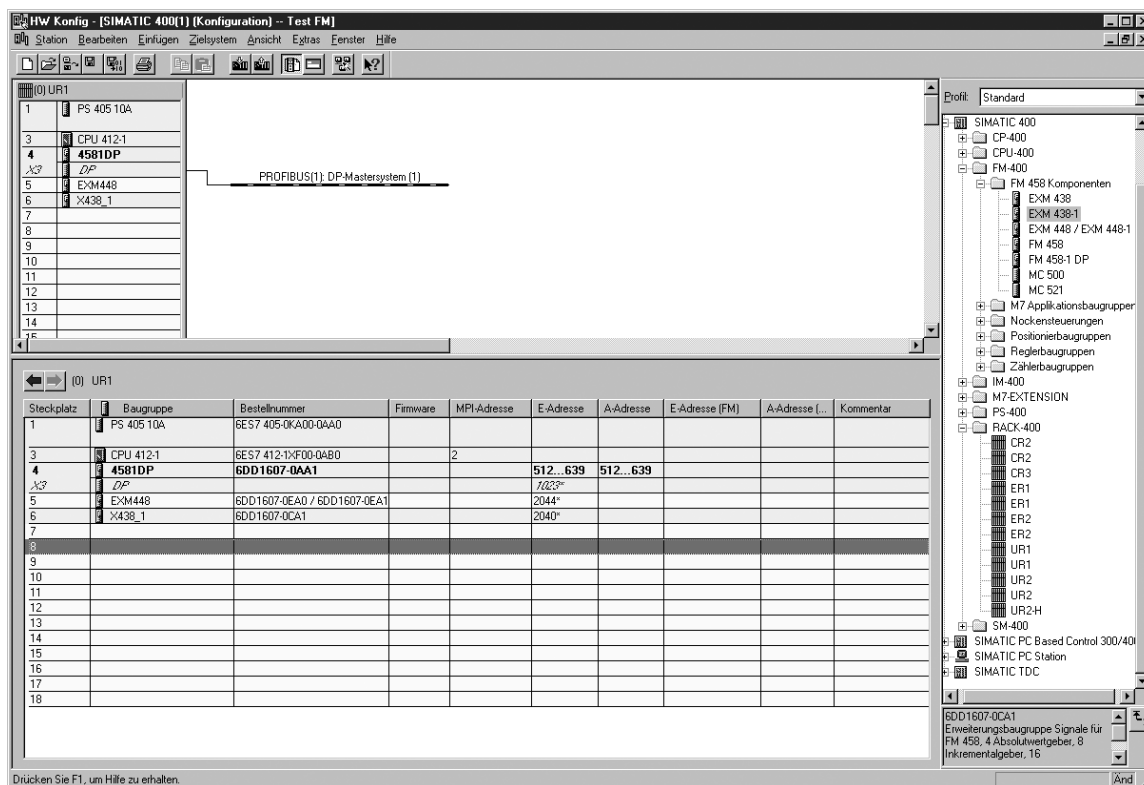 HW Konfig - [SIMATIC 400(1) (Konfiguration) -- Test FM]
Station Bearbeiten Einfügen Zielsystem Ansicht Extras Fenster Hilfe
(0) UR1
1 PS 405 10A
3 CPU 412-1
4 4581DP
X3 DP
5 EXM448
6 X438_1
7
8
9
10
11
12
13
14
15
PROFIBUS(1): DP-Mastersystem (1)
(0) UR1
Steckplatz Baugruppe Bestellnummer Firmware MPI-Adresse E-Adresse A-Adresse E-Adresse (FM) A-Adresse (... Kommentar
1 PS 405 10A 6ES7 405-0KA00-0AA0
3 CPU 412-1 6ES7 412-1XF00-0AB0 2
4 4581DP 6DD1607-0AA1 512...639 512...639
X3 DP 1023*
5 EXM448 6DD1607-0EA0 / 6DD1607-0EA1 2044*
6 X438_1 6DD1607-0CA1 2040*
7
8
9
10
11
12
13
14
15
16
17
18
Profil: Standard
SIMATIC 400
CP-400
CPU-400
FM-400
FM 458 Komponenten
EXM 438
EXM 438-1
EXM 448 / EXM 448-1
FM 458
FM 458-1 DP
MC 500
MC 521
M7 Applikationsbaugruppen
Nockensteuerungen
Positionierbaugruppen
Reglerbaugruppen
Zählerbaugruppen
IM-400
M7-EXTENSION
PS-400
RACK-400
CR2
CR2
CR3
ER1
ER1
ER2
ER2
UR1
UR1
UR2
UR2
UR2-H
SM-400
SIMATIC PC Based Control 300/40
SIMATIC PC Station
SIMATIC TDC
6DD1607-0CA1
Erweiterungsbaugruppe Signale für
FM 458, 4 Absolutwertgeber, 8
Inkrementalgeber, 16
Drücken Sie F1, um Hilfe zu erhalten.
Änd